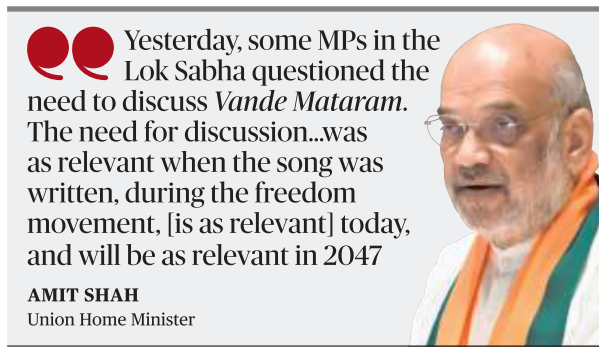 Yesterday, some MPs in the
Lok Sabha questioned the
need to discuss Vande Mataram.
The need for discussion...was
as relevant when the song was
written, during the freedom
movement, [is as relevant] today,
and will be as relevant in 2047
AMIT SHAH
Union Home Minister